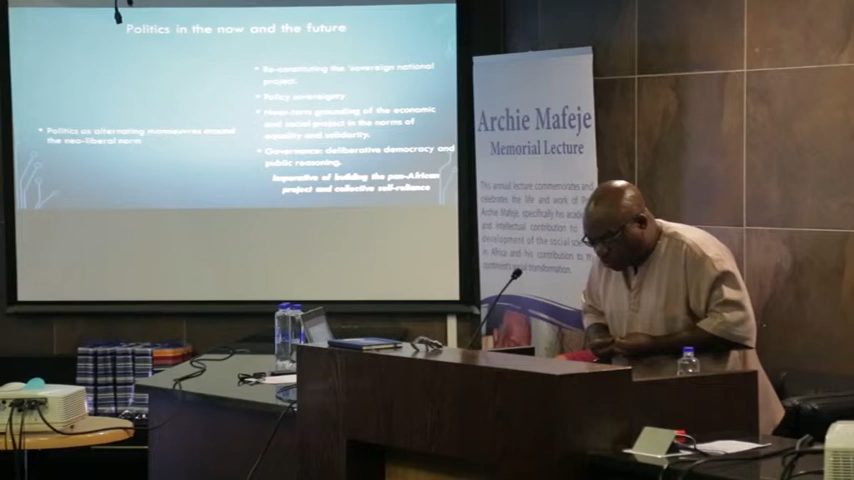 Politics in the now and the future
• Politics as alternating manoeuvres around
the neo-liberal norm
• Re-constituting the 'sovereign national
project.
• Policy sovereignty
• Norm-term grounding of the economic
and social project in the norms of
equality and solidarity.
• Governance: deliberative democracy and
public reasoning.
Imperative of building the pan-African
project and collective self-reliance
Archie Mafeje
Memorial Lecture
This annual lecture commemorates and
celebrates the life and work of
Archie Mafeje, specifically his
and intellectual contribution to
development of the social
in Africa and his contribution to
continent's social transformation.